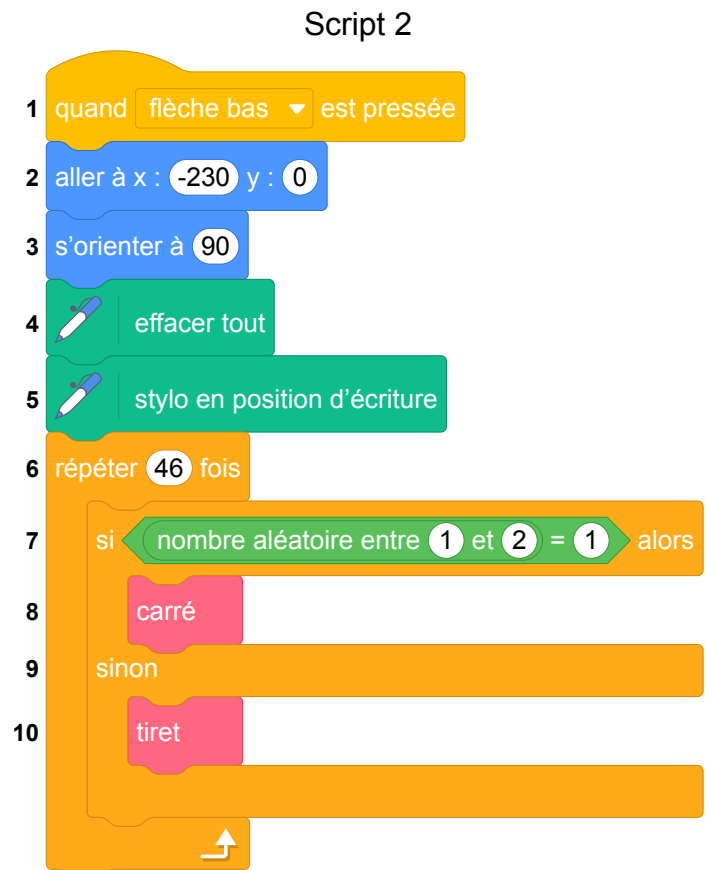 Script 2
1 quand flèche bas est pressée
2 aller à x : -230 y : 0
3 s’orienter à 90
4 effacer tout
5 stylo en position d’écriture
6 répéter 46 fois
7 si nombre aléatoire entre 1 et 2 = 1 alors
8 carré
9 sinon
10 tiret